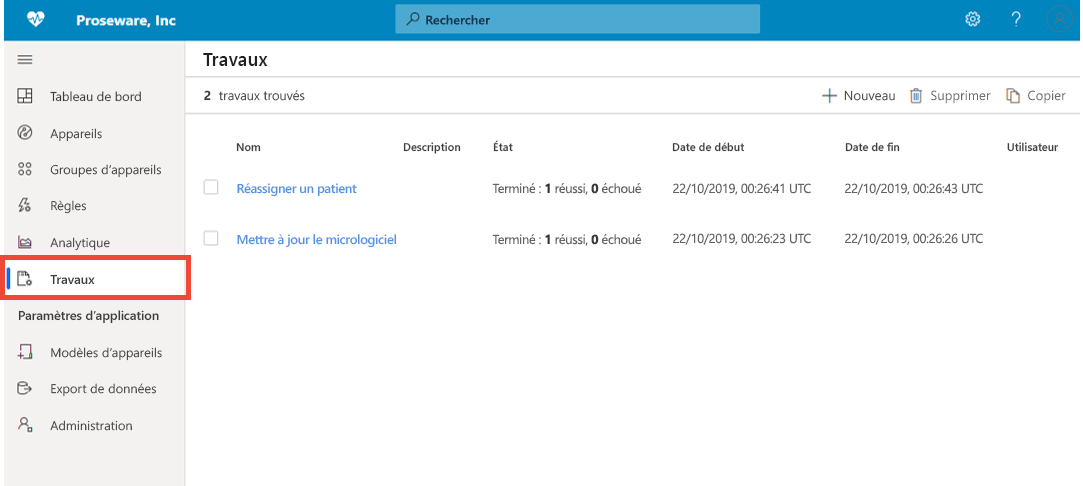 Proseware, Inc
Rechercher
?
Travaux
2 travaux trouvés
Nouveau
Supprimer
Copier
Tableau de bord
Appareils
Groupes d'appareils
Règles
Analytique
Travaux
Paramètres d'application
Modèles d'appareils
Export de données
Administration
Nom Description État Date de début Date de fin Utilisateur
Réassigner un patient Terminé : 1 réussi, 0 échoué 22/10/2019, 00:26:41 UTC 22/10/2019, 00:26:43 UTC
Mettre à jour le micrologiciel Terminé : 1 réussi, 0 échoué 22/10/2019, 00:26:23 UTC 22/10/2019, 00:26:26 UTC